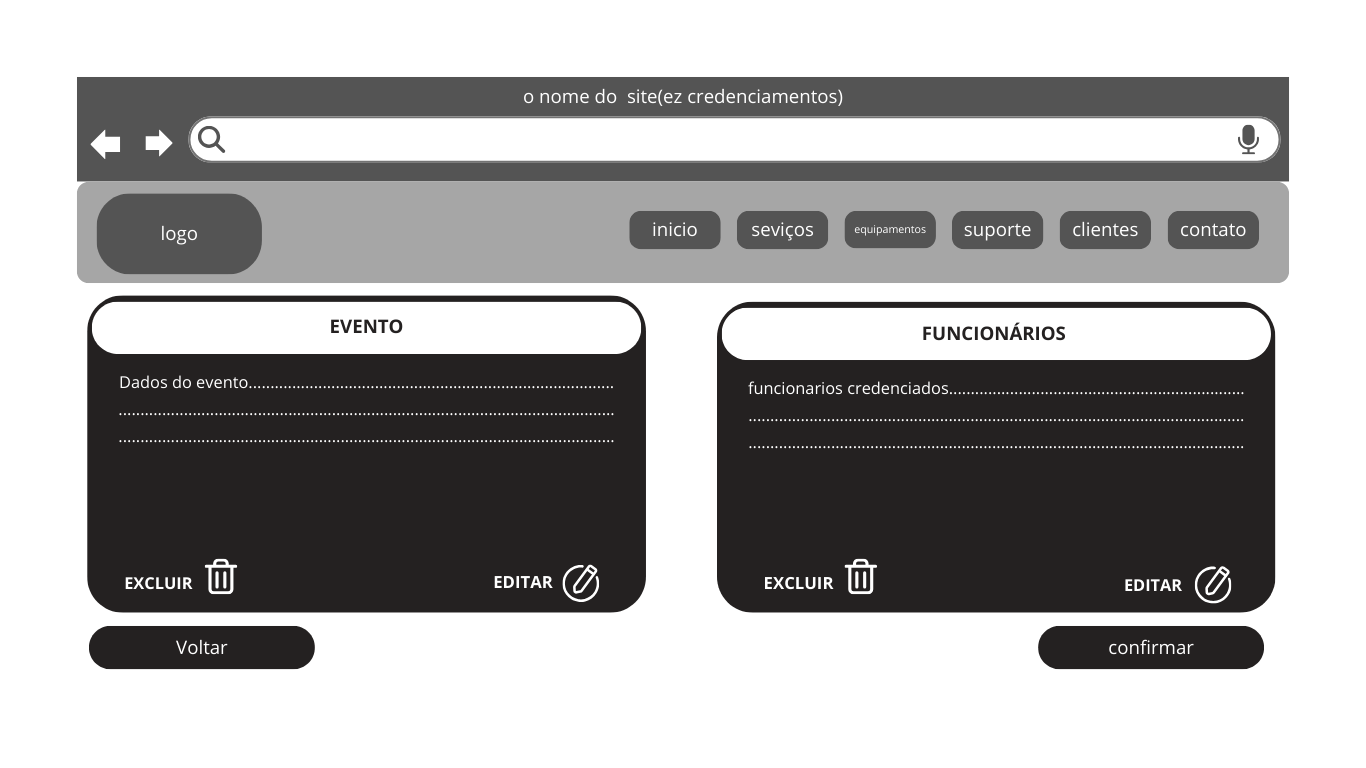 o nome do  site(ez credenciamentos)
logo
inicio
seviços
equipamentos
suporte
clientes
contato
EVENTO
Dados do evento..................................................................................
................................................................................................................
................................................................................................................
EXCLUIR
EDITAR
FUNCIONÁRIOS
funcionarios credenciados..................................................................
................................................................................................................
................................................................................................................
EXCLUIR
EDITAR
Voltar
confirmar